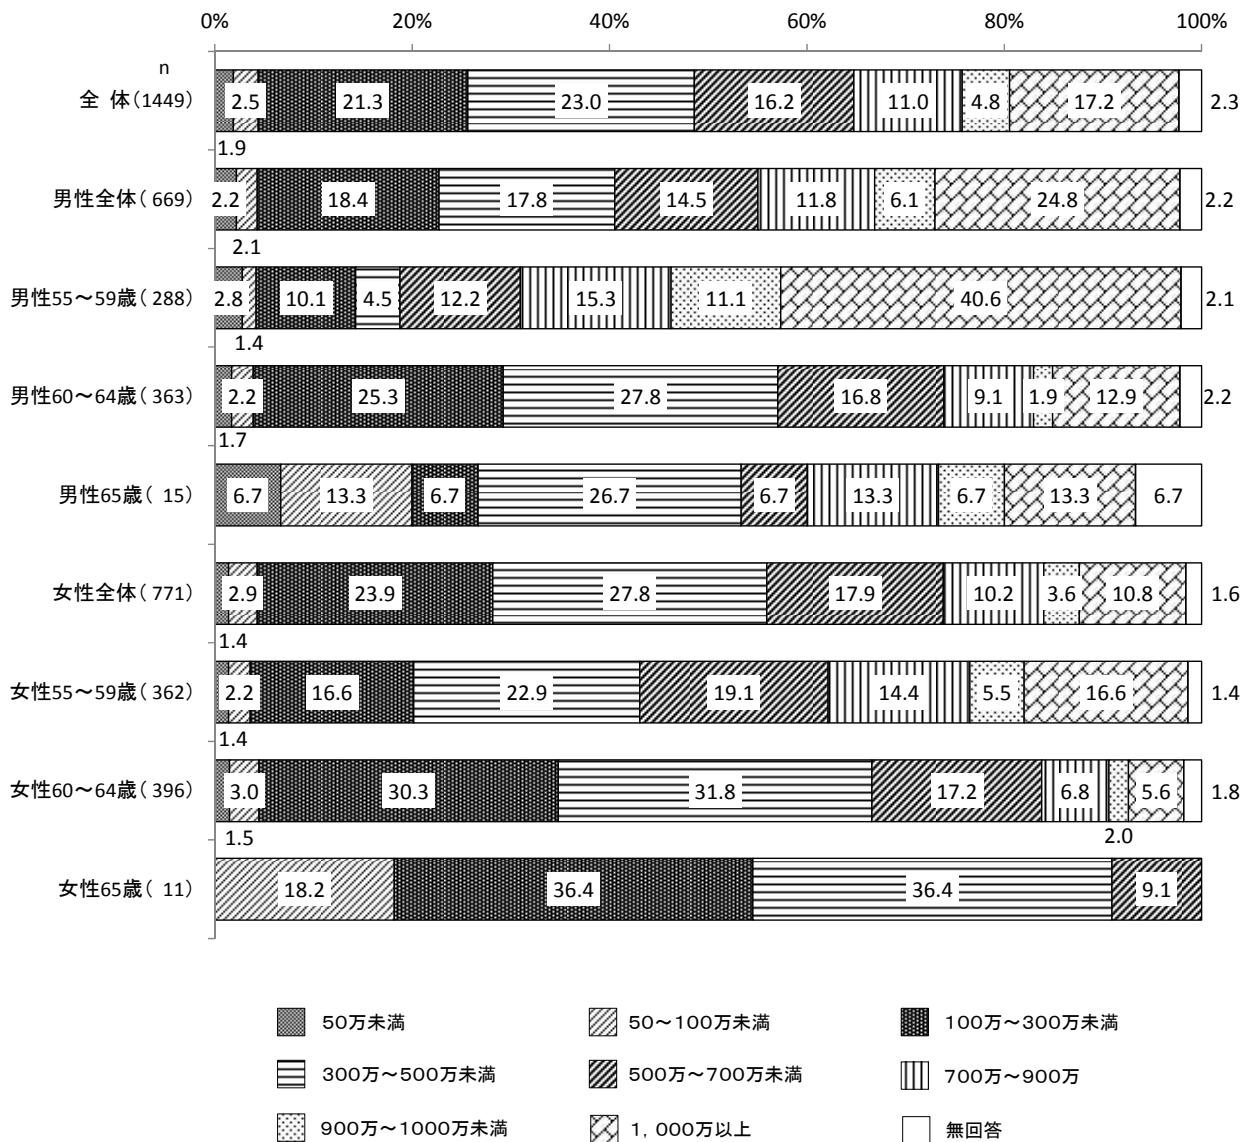 0% 20% 40% 60% 80% 100%
n
全 体(1449) 2.5 21.3 23.0 16.2 11.0 4.8 17.2 2.3
1.9
男性全体( 669) 2.2 18.4 17.8 14.5 11.8 6.1 24.8 2.2
2.1
男性55～59歳( 288) 2.8 10.1 4.5 12.2 15.3 11.1 40.6 2.1
1.4
男性60～64歳( 363) 2.2 25.3 27.8 16.8 9.1 1.9 12.9 2.2
1.7
男性65歳( 15) 6.7 13.3 6.7 26.7 6.7 13.3 6.7 13.3 6.7
女性全体( 771) 2.9 23.9 27.8 17.9 10.2 3.6 10.8 1.6
1.4
女性55～59歳( 362) 2.2 16.6 22.9 19.1 14.4 5.5 16.6 1.4
1.4
女性60～64歳( 396) 3.0 30.3 31.8 17.2 6.8 5.6 1.8
1.5 2.0
女性65歳( 11) 18.2 36.4 36.4 9.1
50万未満 50～100万未満 100万～300万未満
300万～500万未満 500万～700万未満 700万～900万
900万～1000万未満 1，000万以上 無回答